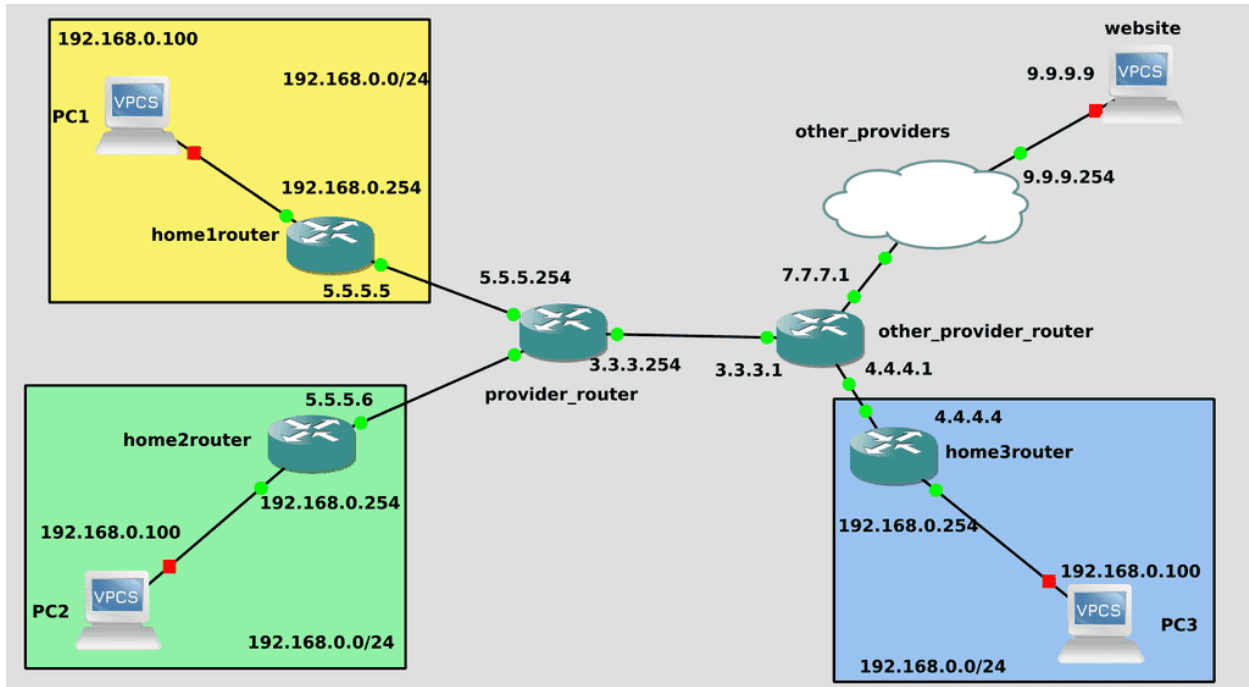 192.168.0.100
192.168.0.0/24
VPCS
PC1
192.168.0.254
home1router
5.5.5.5
5.5.5.254
3.3.3.254
provider_router
website
9.9.9.9
VPCS
other_providers
9.9.9.254
7.7.7.1
other_provider_router
3.3.3.1
4.4.4.1
5.5.5.6
home2router
192.168.0.254
192.168.0.100
VPCS
PC2
192.168.0.0/24
4.4.4.4
home3router
192.168.0.254
192.168.0.100
VPCS
PC3
192.168.0.0/24